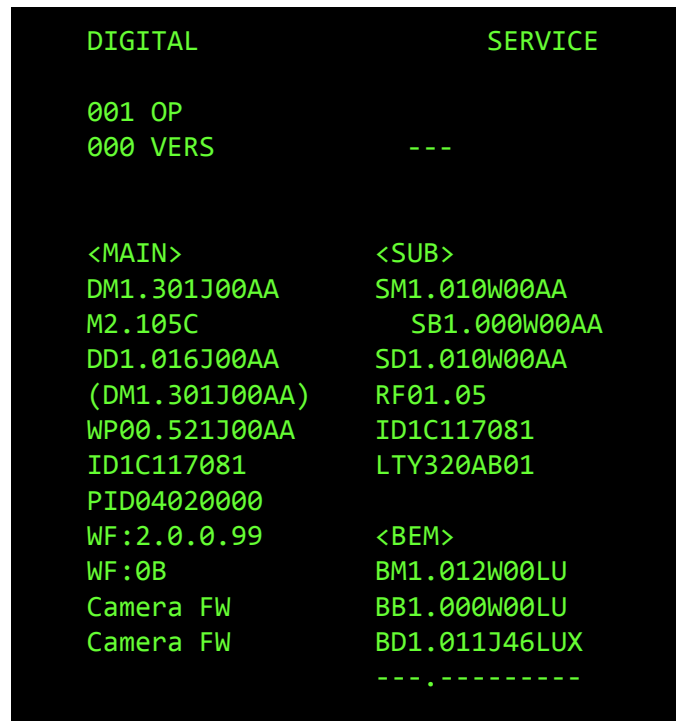 DIGITAL SERVICE
001 OP
000 VERS ---
<MAIN> <SUB>
DM1.301J00AA SM1.010W00AA
M2.105C SB1.000W00AA
DD1.016J00AA SD1.010W00AA
(DM1.301J00AA) RF01.05
WP00.521J00AA ID1C117081
ID1C117081 LTY320AB01
PID04020000
WF:2.0.0.99 <BEM>
WF:0B BM1.012W00LU
Camera FW BB1.000W00LU
Camera FW BD1.011J46LUX
---.---------